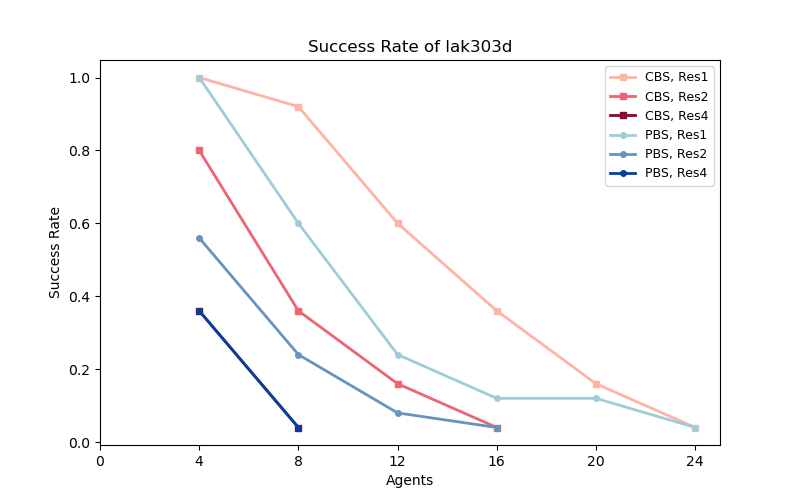 Success Rate of lak303d
CBS, Res1
CBS, Res2
CBS, Res4
PBS, Res1
PBS, Res2
PBS, Res4
Success Rate
1.0
0.8
0.6
0.4
0.2
0.0
0 4 8 12 16 20 24
Agents